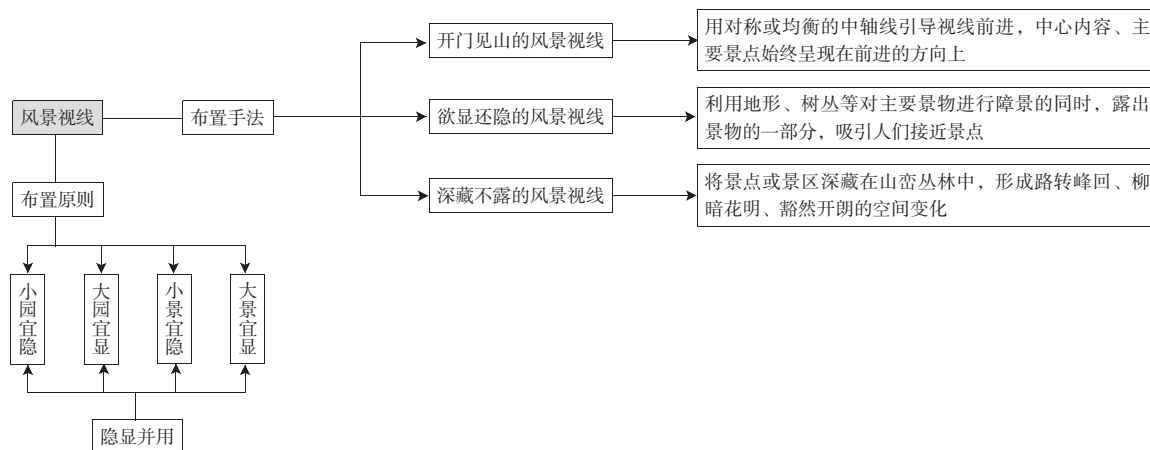 开门见山的风景视线
用对称或均衡的中轴线引导视线前进，中心内容、主
要景点始终呈现在前进的方向上
风景视线
布置手法
欲显还隐的风景视线
利用地形、树丛等对主要景物进行障景的同时，露出
景物的一部分，吸引人们接近景点
布置原则
深藏不露的风景视线
将景点或景区深藏在山峦丛林中，形成路转峰回、柳
暗花明、豁然开朗的空间变化
小园宜隐
大园宜显
小景宜隐
大景宜显
隐显并用